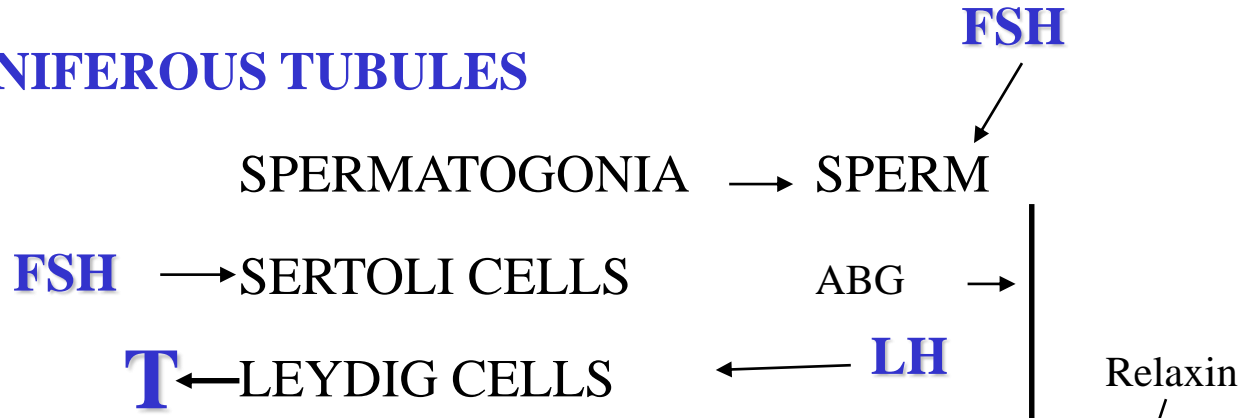 FSH
NIFEROUS TUBULES
SPERMATOGONIA SPERM
FSH SERTOLI CELLS ABG
T LEYDIG CELLS LH
Relaxin